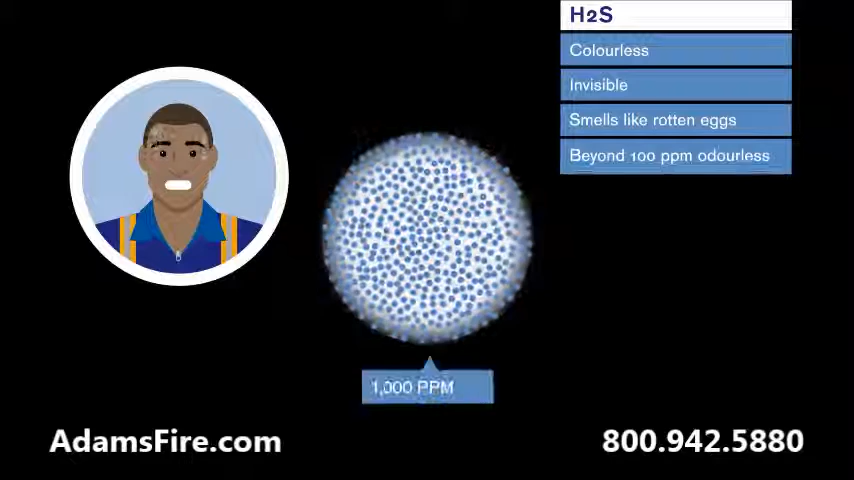 H2S
Colourless
Invisible
Smells like rotten eggs
Beyond 100 ppm odourless
1,000 PPM
AdamsFire.com
800.942.5880